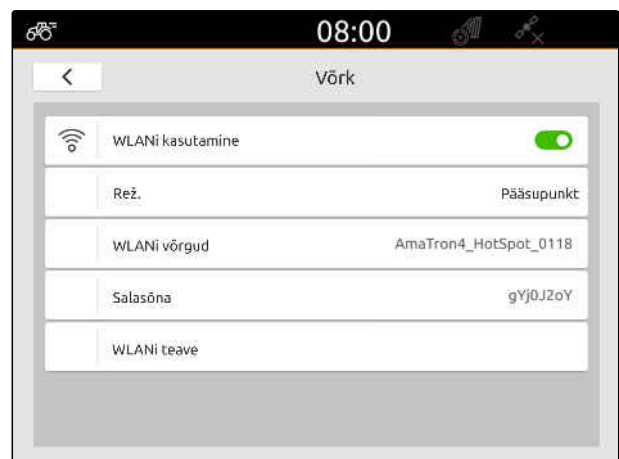 08:00
Võrk
WLANi kasutamine
Rež. Pääsupunkt
WLANi võrgud AmaTron4_HotSpot_0118
Salasõna gYj0J2oY
WLANi teave